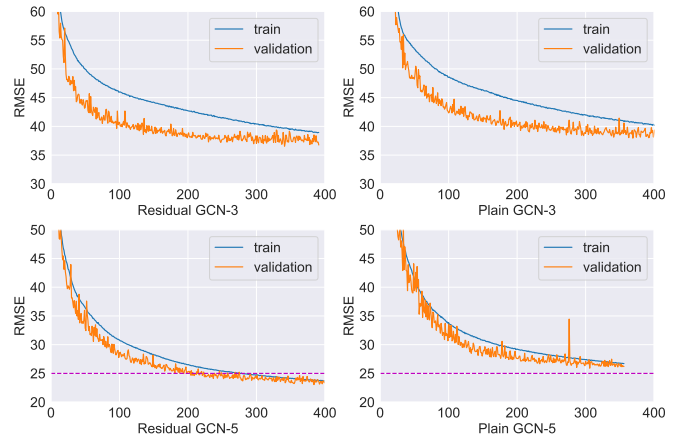 60
55
50
45
40
35
30
RMSE
train
validation
0 100 200 300 400
Residual GCN-3
60
55
50
45
40
35
30
RMSE
train
validation
0 100 200 300 400
Plain GCN-3
50
45
40
35
30
25
20
RMSE
train
validation
0 100 200 300 400
Residual GCN-5
50
45
40
35
30
25
20
RMSE
train
validation
0 100 200 300 400
Plain GCN-5